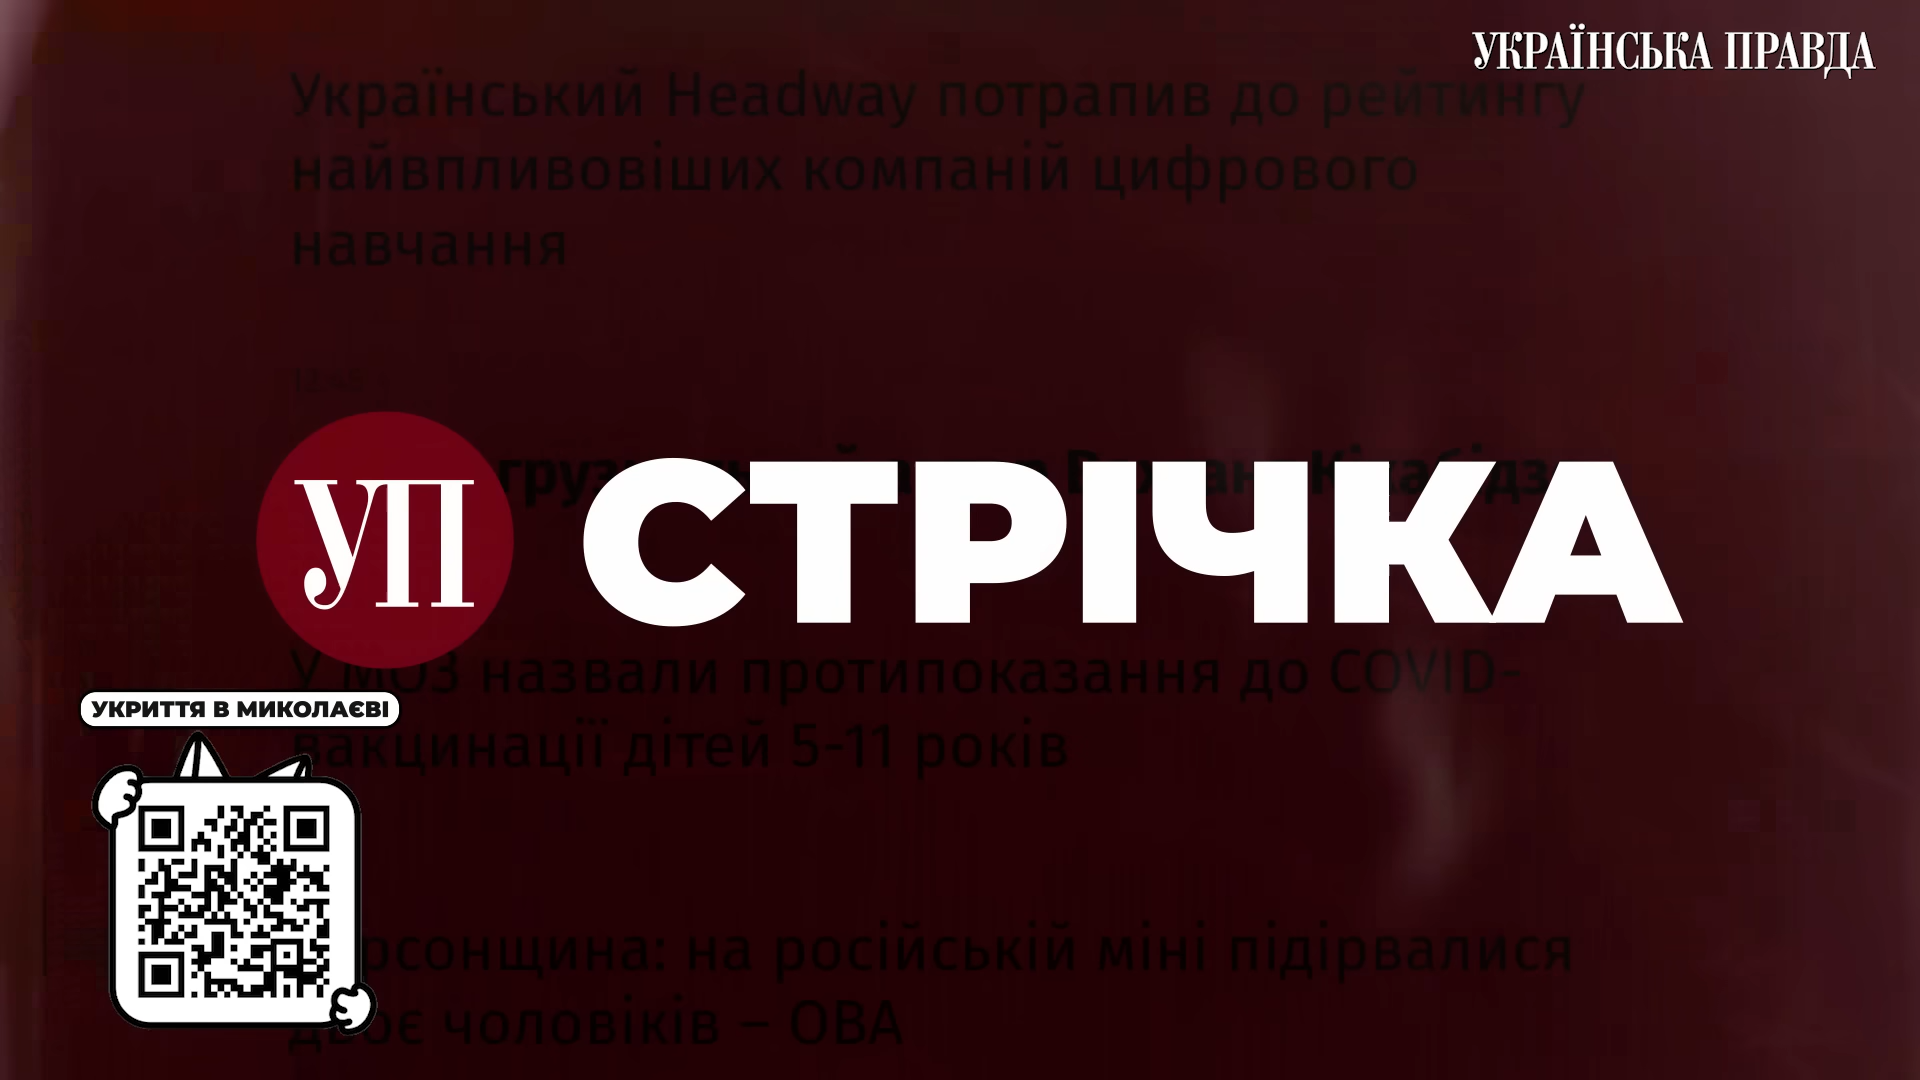 УКРАЇНСЬКА ПРАВДА
Український Headway потрапив до рейтингу
найвпливовіших компаній цифрового
навчання
УП СТРІЧКА
У МОЗ назвали протипоказання до COVID-
вакцинації дітей 5-11 років
УКРИТТЯ В МИКОЛАЄВІ
на російській міні підірвалися
двоє чоловіків – ОВА